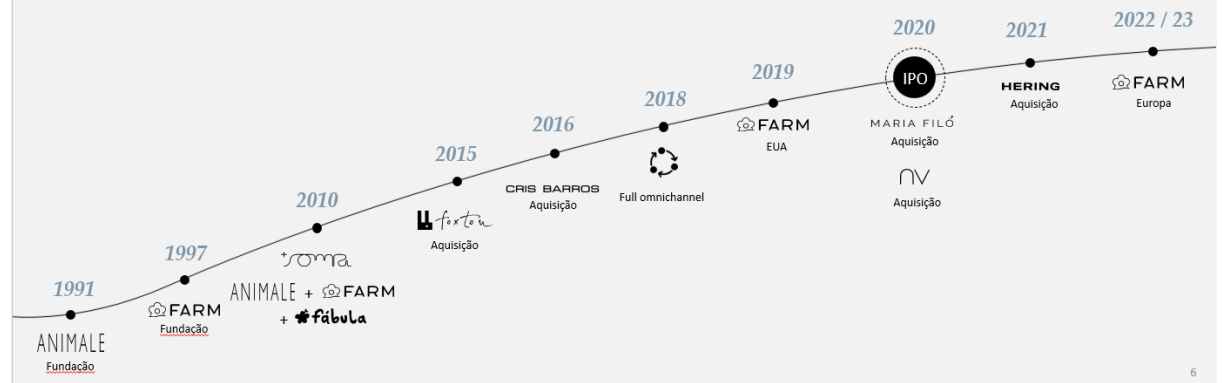 1991
ANIMALE
Fundação
1997
FARM
Fundação
2010
soma
ANIMALE + FARM
+ fábula
2015
foxton
Aquisição
2016
CRIS BARROS
Aquisição
2018
Full omnichannel
2019
FARM
EUA
2020
IPO
MARIA FILÓ
Aquisição
NV
Aquisição
2021
HERING
Aquisição
2022 / 23
FARM
Europa
6